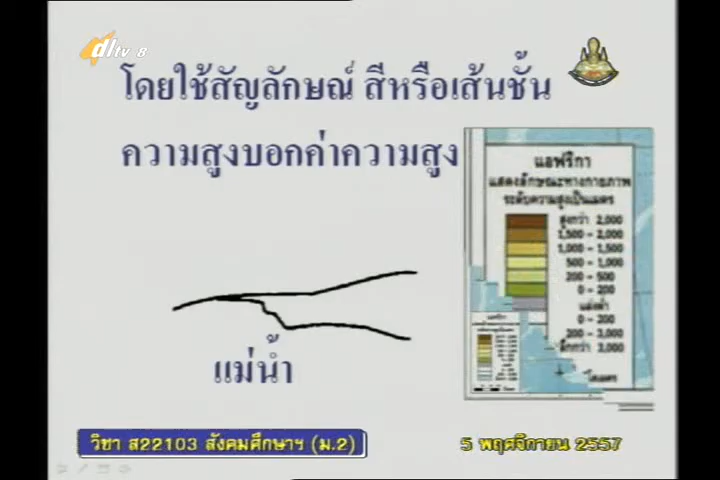 dltv 8
โดยใช้สัญลักษณ์ สีหรือเส้นชั้น
ความสูงบอกค่าความสูง
แอฟริกา
แสดงลักษณะทางกายภาพ
ระดับความสูงเป็นเมตร
สูงกว่า 2,000
1,500 - 2,000
1,000 - 1,500
500 - 1,000
200 - 500
0 - 200
แม่น้ำ
วิชา ส22103 สังคมศึกษาฯ (ม.2)
5 พฤศจิกายน 2557